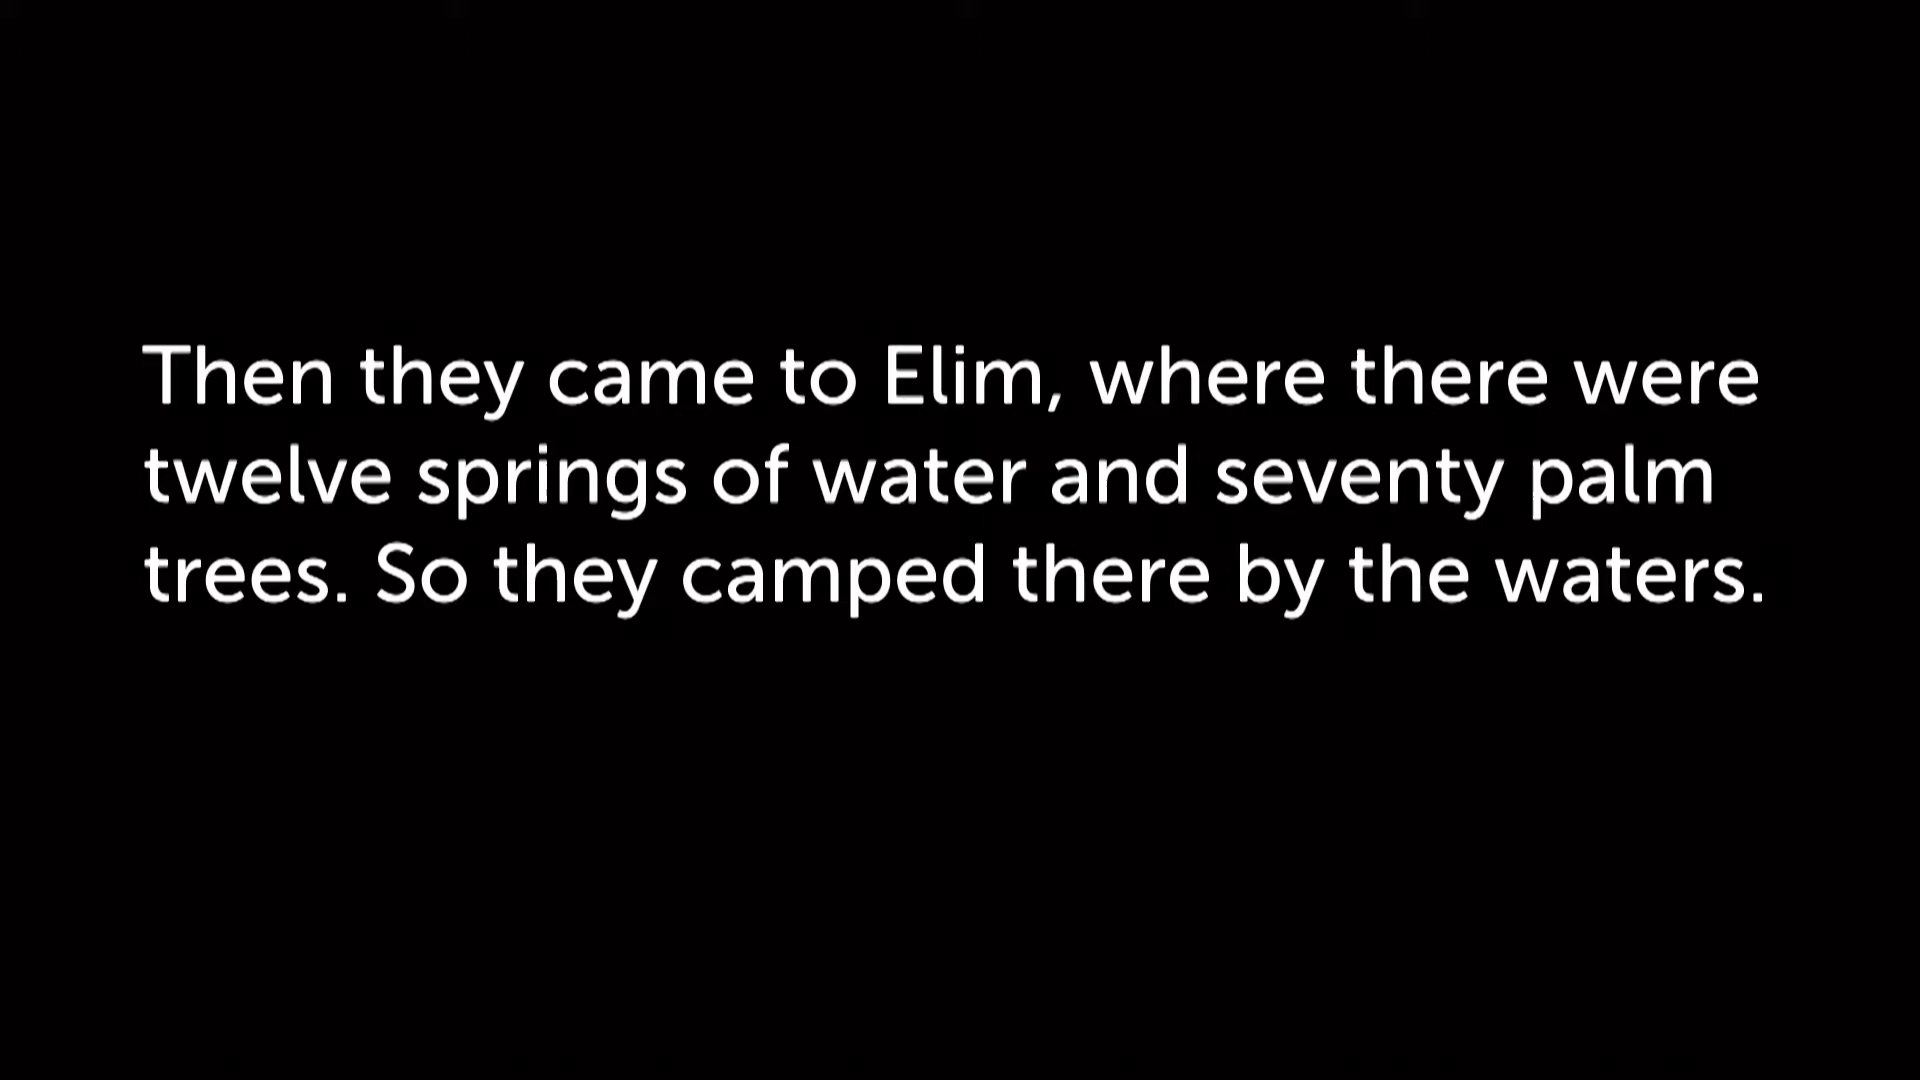 Then they came to Elim, where there were
twelve springs of water and seventy palm
trees. So they camped there by the waters.